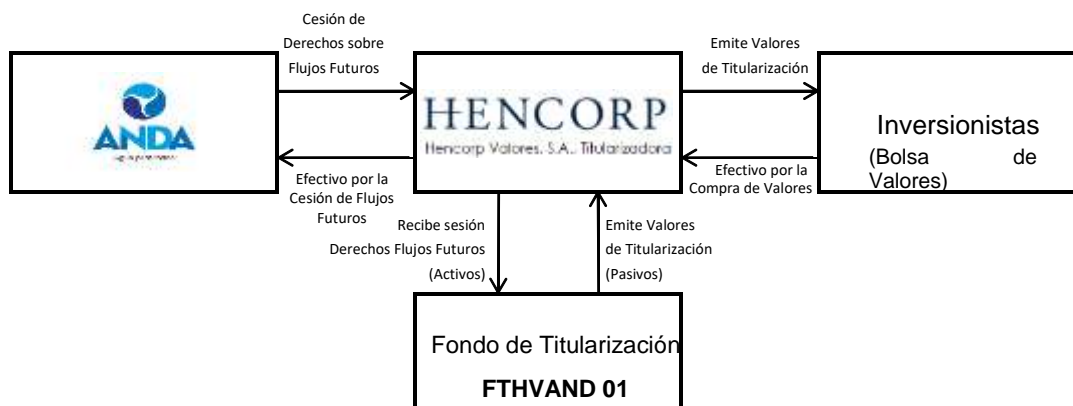 Cesión de
Derechos sobre
Flujos Futuros
Emite Valores
de Titularización
ANDA
HENCORP
Hencorp Valores, S.A., Titularizadora
Inversionistas
(Bolsa de
Valores)
Efectivo por la
Cesión de Flujos
Futuros
Efectivo por la
Compra de Valores
Recibe sesión
Derechos Flujos Futuros
(Activos)
Emite Valores
de Titularización
(Pasivos)
Fondo de Titularización
FTHVAND 01